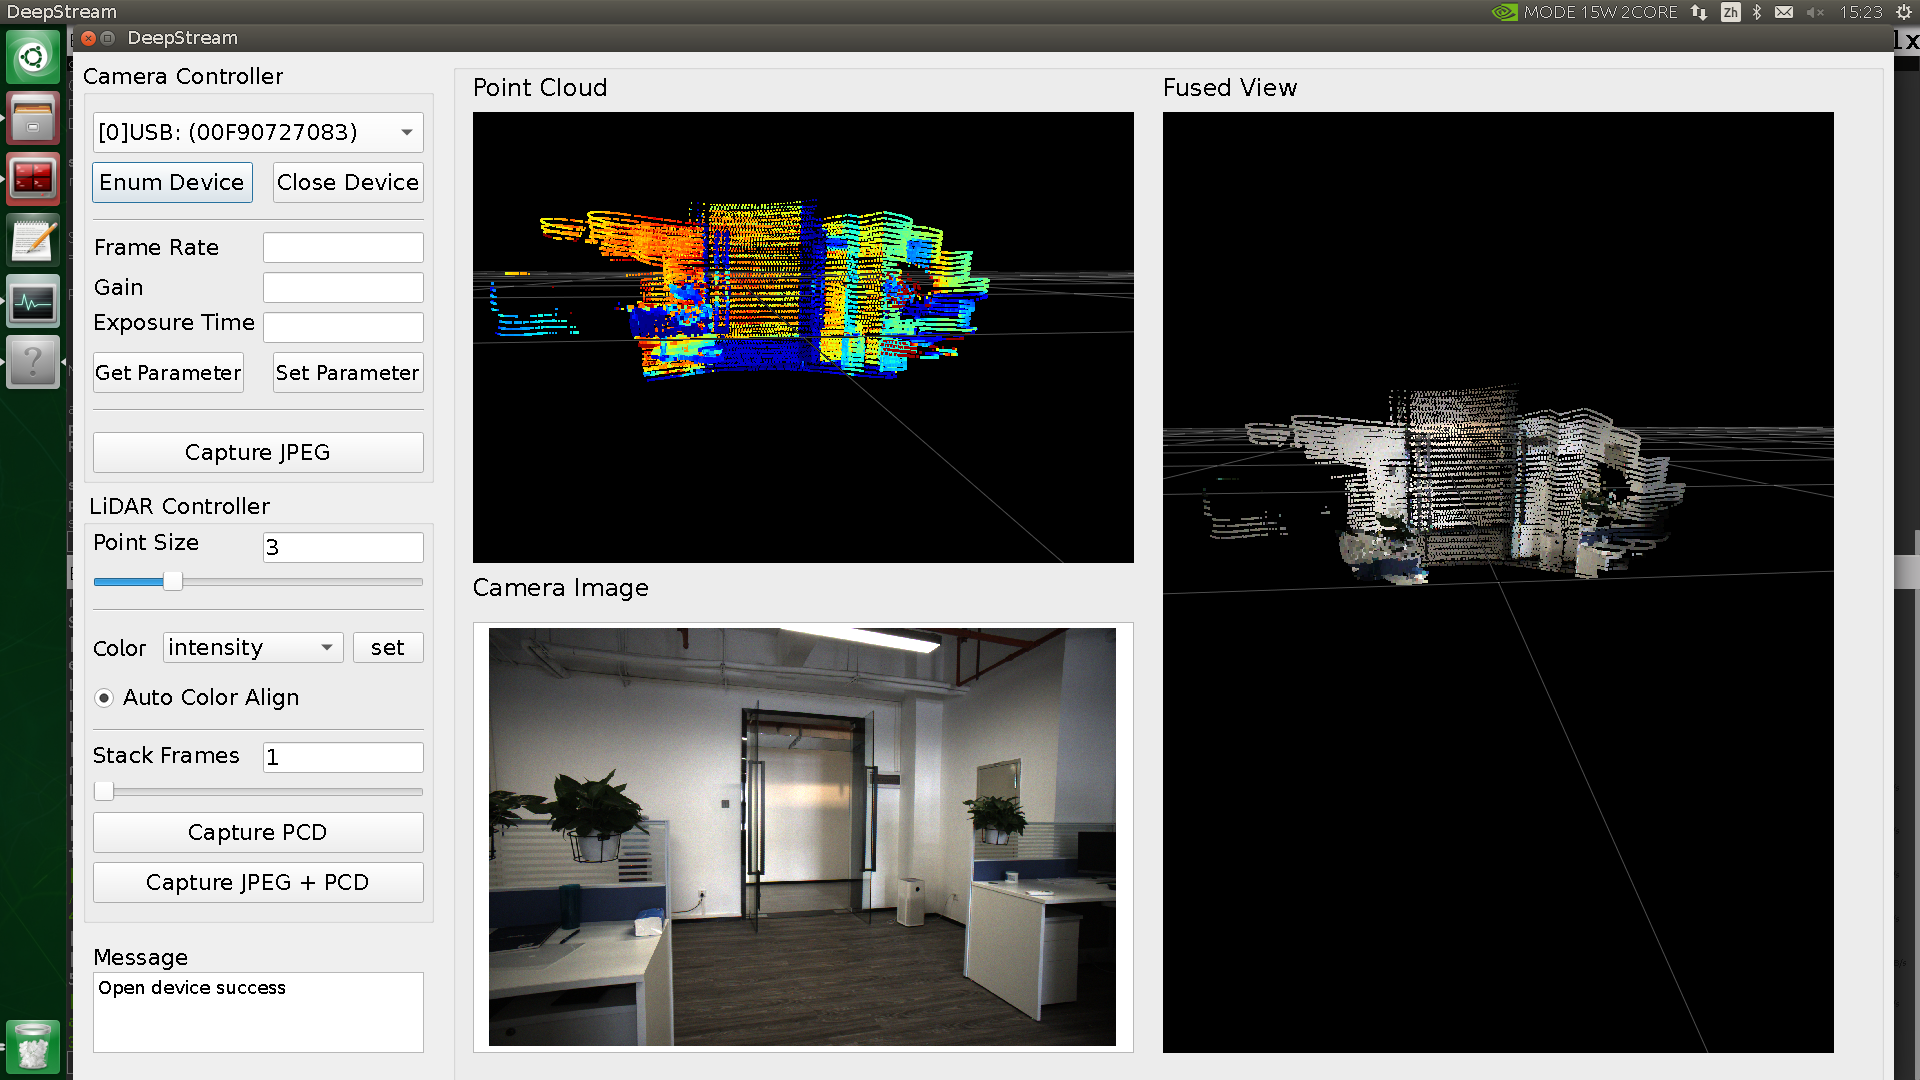 DeepStream
MODE 15W 2CORE
Zh
15:23
DeepStream
Camera Controller
[0]USB: (00F90727083)
Enum Device
Close Device
Frame Rate
Gain
Exposure Time
Get Parameter
Set Parameter
Capture JPEG
LiDAR Controller
Point Size
3
Color
intensity
set
Auto Color Align
Stack Frames
1
Capture PCD
Capture JPEG + PCD
Message
Open device success
Point Cloud
Camera Image
Fused View